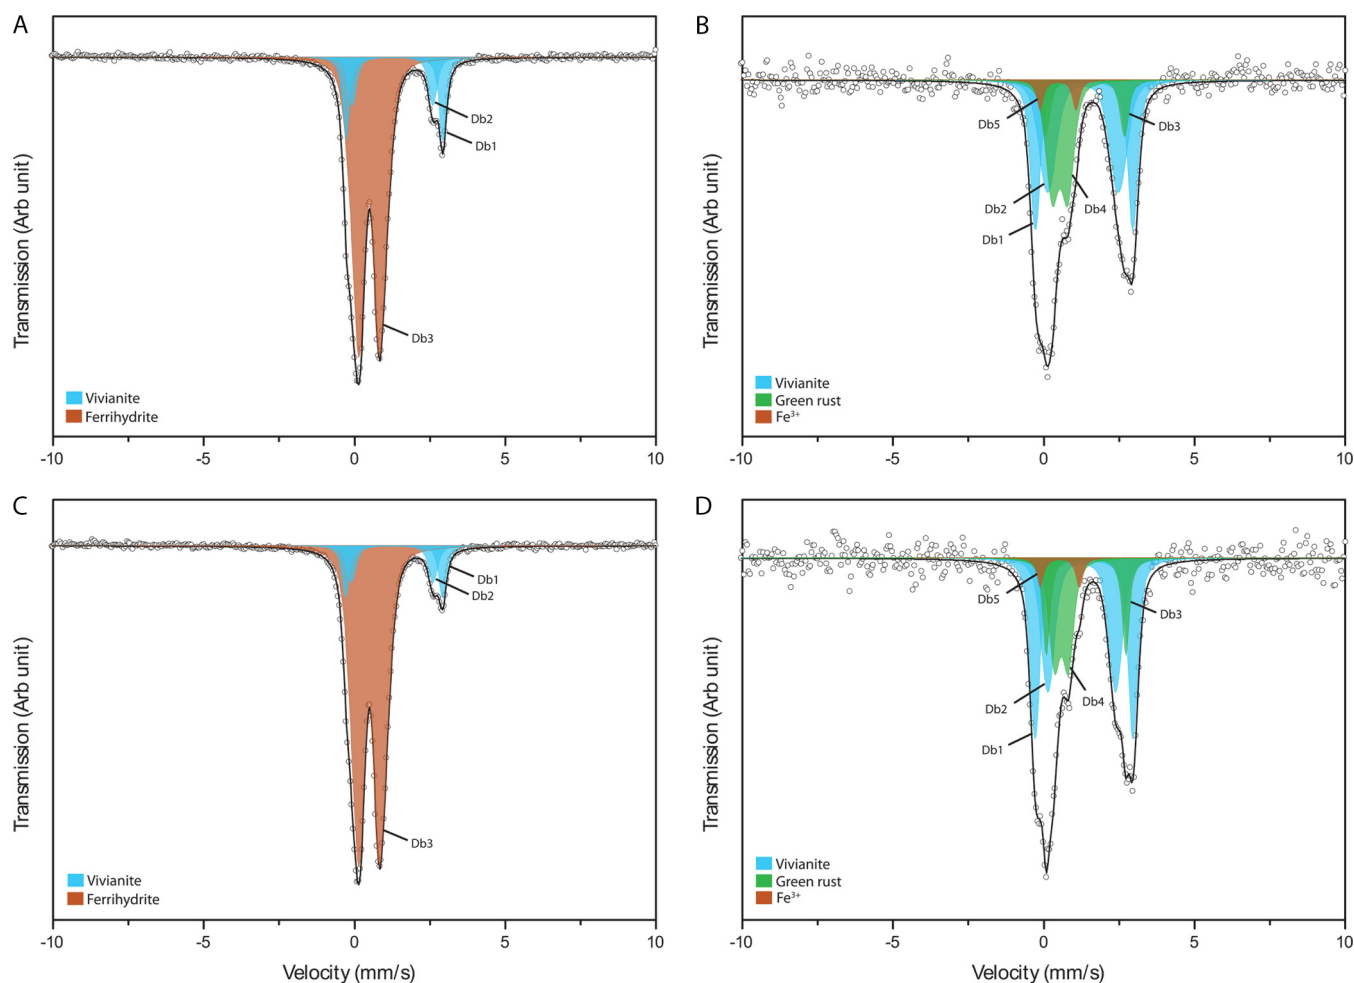 A
Transmission (Arb unit)
Db2
Db1
Db3
Vivianite
Ferrihydrite
-10 -5 0 5 10
B
Transmission (Arb unit)
Db5
Db3
Db2
Db4
Db1
Vivianite
Green rust
Fe³⁺
-10 -5 0 5 10
C
Transmission (Arb unit)
Db1
Db2
Db3
Vivianite
Ferrihydrite
-10 -5 0 5 10
Velocity (mm/s)
D
Transmission (Arb unit)
Db5
Db3
Db2
Db4
Db1
Vivianite
Green rust
Fe³⁺
-10 -5 0 5 10
Velocity (mm/s)